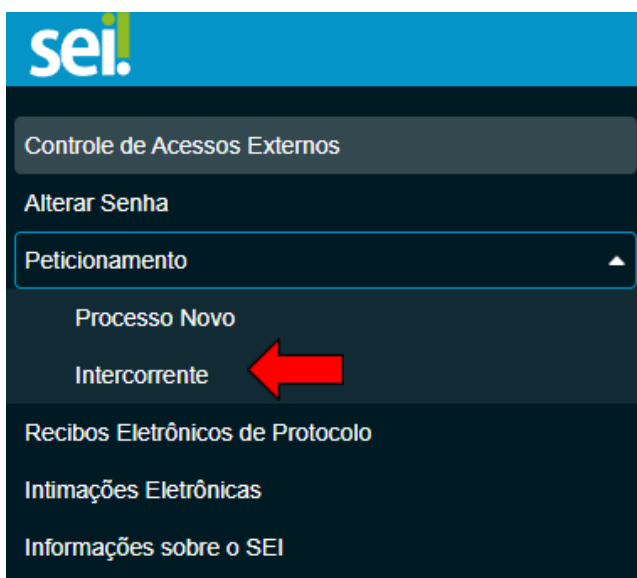 sei!
Controle de Acessos Externos
Alterar Senha
Peticionamento
Processo Novo
Intercorrente
Recibos Eletrônicos de Protocolo
Intimações Eletrônicas
Informações sobre o SEI